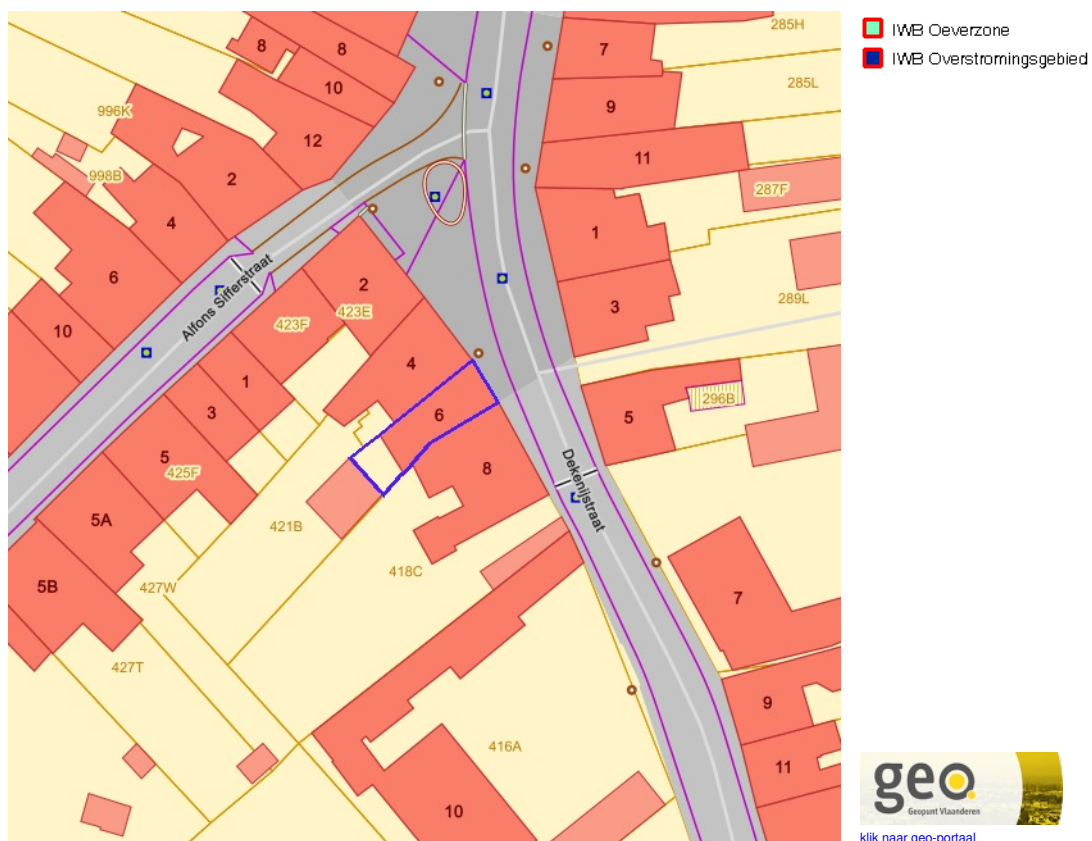 285H
IWB Oeverzone
8
8
7
IWB Overstromingsgebied
10
285L
996K
9
12
11
2
998B
287F
4
1
6
Alfons Sifferstraat
2
3
289L
10
423F
423E
4
1
296B
3
6
5
5
8
425F
Dekenijstraat
5A
421B
418C
5B
427W
7
427T
9
416A
11
10
geo.
Geopunt Vlaanderen
klik naar geo-portaal